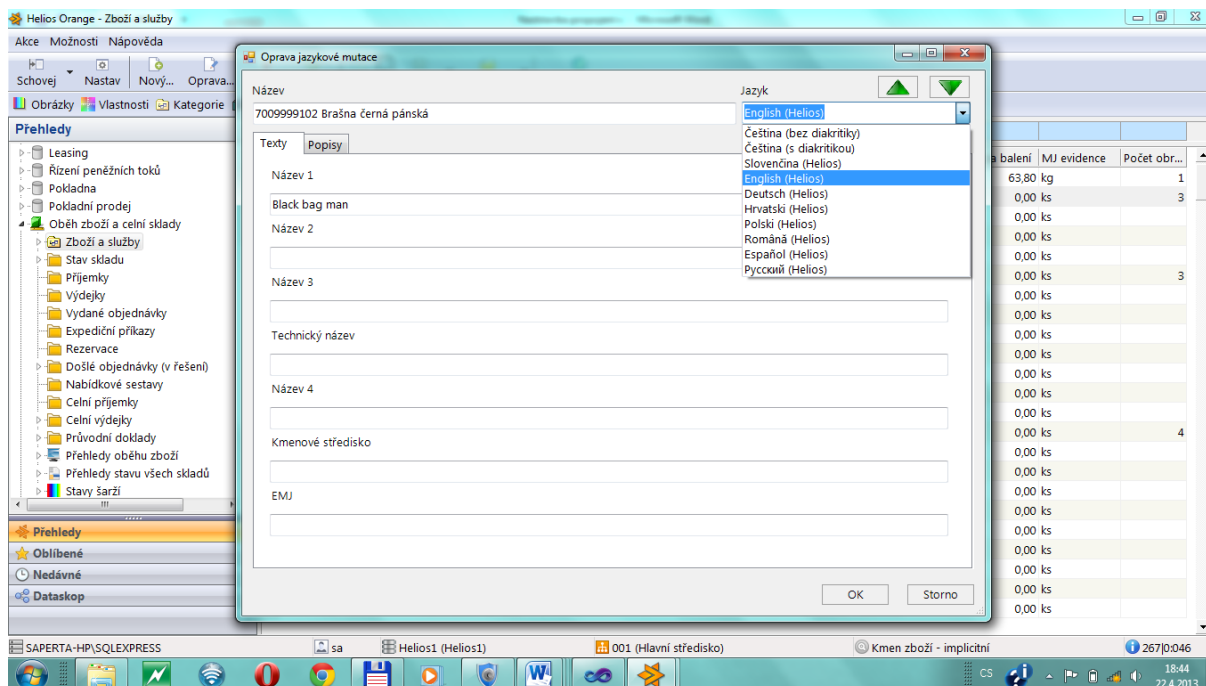 Helios Orange - Zboží a služby
Akce Možnosti Nápověda
Schovej Nastav Nový... Oprava...
Obrázky Vlastnosti Kategorie
Přehledy
Leasing
Řízení peněžních toků
Pokladna
Pokladní prodej
Oběh zboží a celní sklady
Zboží a služby
Stav skladu
Příjemky
Výdejky
Vydané objednávky
Expediční příkazy
Rezervace
Došlé objednávky (v řešení)
Nabídkové sestavy
Celní příjemky
Celní výdejky
Průvodní doklady
Přehledy oběhu zboží
Přehledy stavu všech skladů
Stavy šarží
Přehledy
Oblíbené
Nedávné
Dataskop
Oprava jazykové mutace
Název Jazyk
7009999102 Brašna černá pánská English (Helios)
Čeština (bez diakritiky)
Čeština (s diakritikou)
Slovenčina (Helios)
English (Helios)
Deutsch (Helios)
Hrvatski (Helios)
Polski (Helios)
Română (Helios)
Español (Helios)
Русский (Helios)
Texty Popisy
Název 1
Black bag man
Název 2
Název 3
Technický název
Název 4
Kmenové středisko
EMJ
OK Storno
a balení MJ evidence Počet obr...
63,80 kg 1
0,00 ks 3
0,00 ks
0,00 ks
0,00 ks
0,00 ks 3
0,00 ks
0,00 ks
0,00 ks
0,00 ks
0,00 ks
0,00 ks
0,00 ks
0,00 ks 4
0,00 ks
0,00 ks
0,00 ks
0,00 ks
0,00 ks
0,00 ks
0,00 ks
0,00 ks
0,00 ks
SAPERTA-HP\SQLEXPRESS sa Helios1 (Helios1) 001 (Hlavní středisko) Kmen zboží - implicitní 267|0:046
CS 18:44
22.4.2013